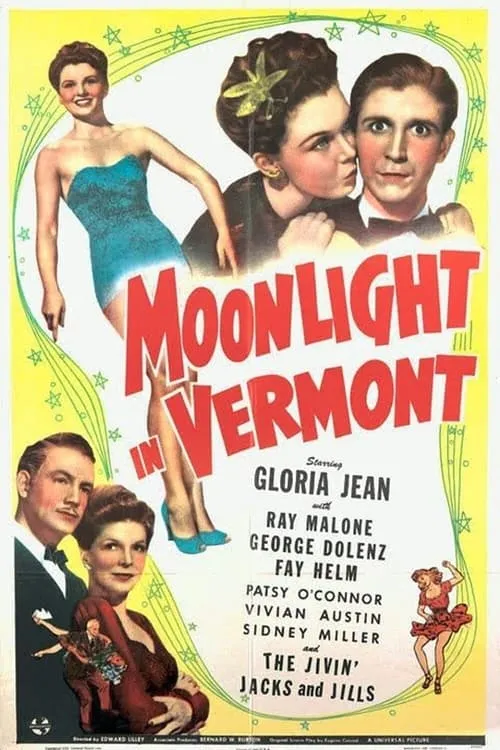 MOONLIGHT
IN VERMONT
Starring
GLORIA JEAN
with
RAY MALONE
GEORGE DOLENZ
FAY HELM
PATSY O'CONNOR
VIVIAN AUSTIN
SIDNEY MILLER
and
THE JIVIN'
JACKS and JILLS
Directed by EDWARD LILLEY Associate Producer, BERNARD W. BURTON Original Screen Play by Eugene Conrad A UNIVERSAL PICTURE